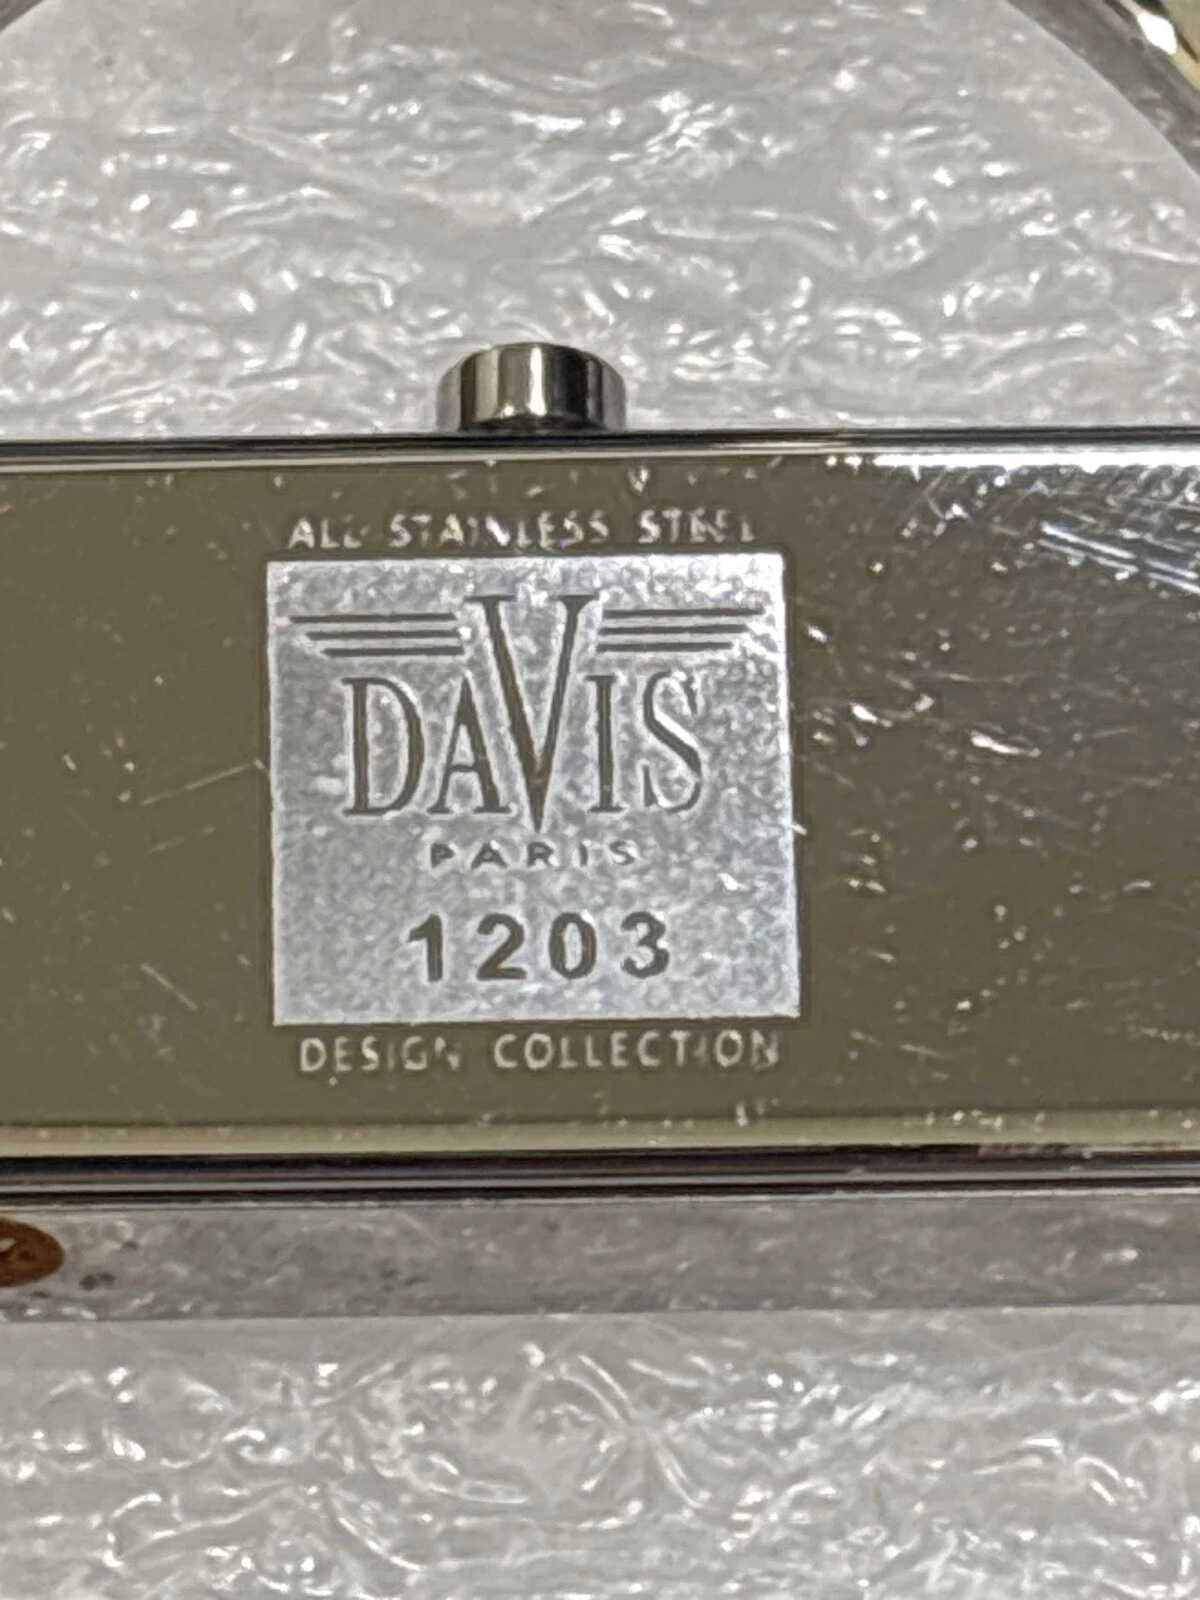 ALL STAINLESS STEEL
DAVIS
PARIS
1203
DESIGN COLLECTION